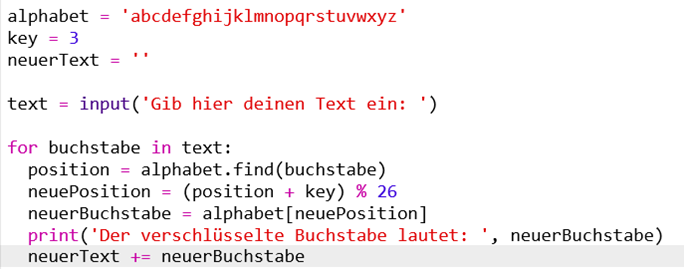 alphabet = 'abcdefghijklmnopqrstuvwxyz'
key = 3
neuerText = ''

text = input('Gib hier deinen Text ein: ')

for buchstabe in text:
  position = alphabet.find(buchstabe)
  neuePosition = (position + key) % 26
  neuerBuchstabe = alphabet[neuePosition]
  print('Der verschlüsselte Buchstabe lautet: ', neuerBuchstabe)
  neuerText += neuerBuchstabe